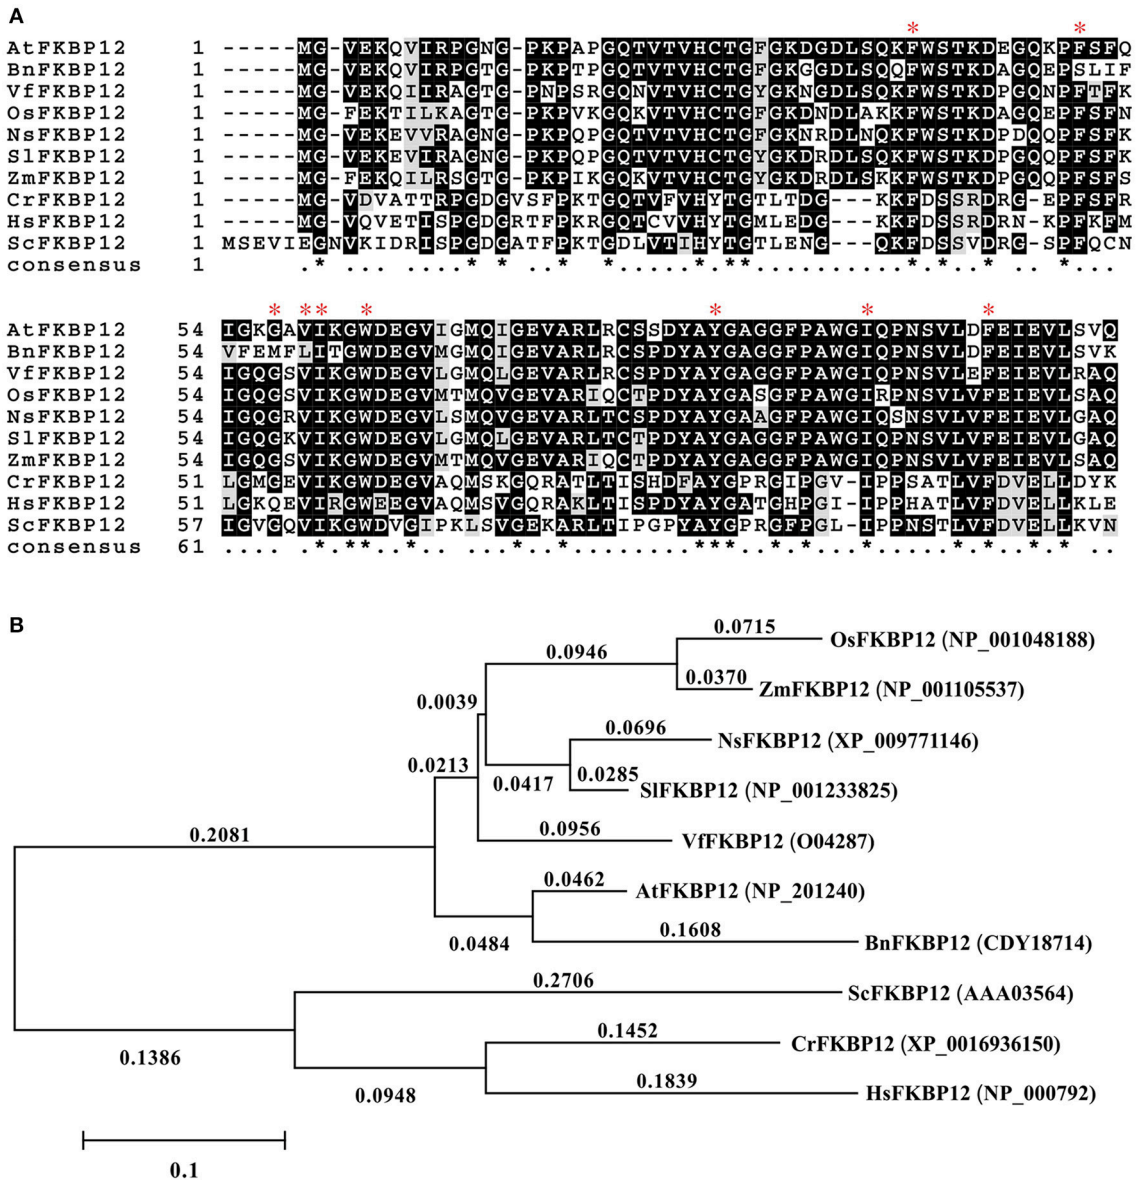 A
* *
AtFKBP12 1 -----MG-VEKQVIRPGNG-PKPAPGQTVTVHCTGFGKDGDLSQKFWSTKDEGQKPFSFQ
BnFKBP12 1 -----MG-VEKQVIRPGTG-PKPTPGQTVTVHCTGFGKGGDLSQQFWSTKDAGQEPSLIF
VfFKBP12 1 -----MG-VEKQIIRAGTG-PNPSRGQNVTVHCTGYGKNGDLSQKFWSTKDPGQNPFTFK
OsFKBP12 1 -----MG-FEKTILKAGTG-PKPVKGQKVTVHCTGFGKDNDLAKKFWSTKDAGQEPFSFN
NsFKBP12 1 -----MG-VEKEVVRAGNG-PKPQPGQTVTVHCTGFGKNRDLNQKFWSTKDPDQQPFSFK
SlFKBP12 1 -----MG-VEKEVIRAGNG-PKPQPGQTVTVHCTGYGKDRDLSQKFWSTKDPGQQPFSFK
ZmFKBP12 1 -----MG-FEKQILRSGTG-PKPIKGQKVTVHCTGYGKDRDLSKKFWSTKDPGQQPFSFS
CrFKBP12 1 -----MG-VDVATTRPGDGVSFPKTGQTVFVHYTGTLTDG---KKFDSSRDRG-EPFSFR
HsFKBP12 1 -----MG-VQVETISPGDGRTFPKRGQTCVVHYTGMLEDG---KKFDSSRDRN-KPFKFM
ScFKBP12 1 MSEVIEGNVKIDRISPGDGATFPKTGDLVTIHYTGTLENG---QKFDSSVDRG-SPFQCN
consensus 1 .* ... ....*.* ...*..*.....*.**.......   *.*..*.. ..*...
* * * * * * *
AtFKBP12 54 IGKGAVIKGWDEGVIGMQIGEVARLRCSSDYAYGAGGFPAWGIQPNSVLDFEIEVLSVQ
BnFKBP12 54 VFEMFLITGWDEGVMGMQIGEVARLRCSPDYAYGAGGFPAWGIQPNSVLDFEIEVLSVK
VfFKBP12 54 IGQGSVIKGWDEGVLGMQLGEVARLRCSPDYAYGAGGFPAWGIQPNSVLEFEIEVLRAQ
OsFKBP12 54 IGQGSVIKGWDEGVMTMQVGEVARIQCTPDYAYGASGFPAWGIRPNSVLVFEIEVLSAQ
NsFKBP12 54 IGQGRVIKGWDEGVLSMQVGEVARLTCSPDYAYGAAGFPAWGIQSNSVLVFEIEVLGAQ
SlFKBP12 54 IGQGKVIKGWDEGVLGMQLGEVARLTCTPDYAYGAGGFPAWGIQPNSVLVFEIEVLGAQ
ZmFKBP12 54 IGQGSVIKGWDEGVMTMQVGEVARIQCTPDYAYGAGGFPAWGIQPNSVLVFEIEVLSAQ
CrFKBP12 51 LGMGEVIKGWDEGVAQMSKGQRATLTISHDFAYGPRGIPGV-IPPSATLVFDVELLDYK
HsFKBP12 51 LGKQEVIRGWEEGVAQMSVGQRAKLTISPDYAYGATGHPGI-IPPHATLVFDVELLKLE
ScFKBP12 57 IGVGQVIKGWDVGIPKLSVGEKARLTIPGPYAYGPRGFPGL-IPPNSTLVFDVELLKVN
consensus 61 .... .*.**..*.. ...*..*........***..*.*...*.....*.*..*.* ..
B
0.0715
OsFKBP12 (NP_001048188)
0.0946
0.0370
ZmFKBP12 (NP_001105537)
0.0039
0.0696
NsFKBP12 (XP_009771146)
0.0213
0.0417
0.0285
SlFKBP12 (NP_001233825)
0.2081
0.0956
VfFKBP12 (O04287)
0.0462
AtFKBP12 (NP_201240)
0.0484
0.1608
BnFKBP12 (CDY18714)
0.2706
ScFKBP12 (AAA03564)
0.1386
0.1452
CrFKBP12 (XP_0016936150)
0.0948
0.1839
HsFKBP12 (NP_000792)
0.1